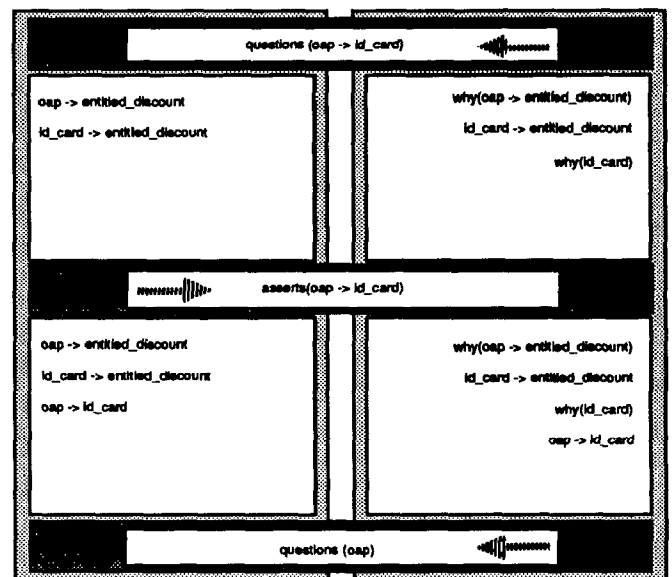 questions (oap -> id_card)
oap -> entitled_discount
id_card -> entitled_discount
why(oap -> entitled_discount)
id_card -> entitled_discount
why(id_card)
asserts(oap -> id_card)
oap -> entitled_discount
id_card -> entitled_discount
oap -> id_card
why(oap -> entitled_discount)
id_card -> entitled_discount
why(id_card)
oap -> id_card
questions (oap)